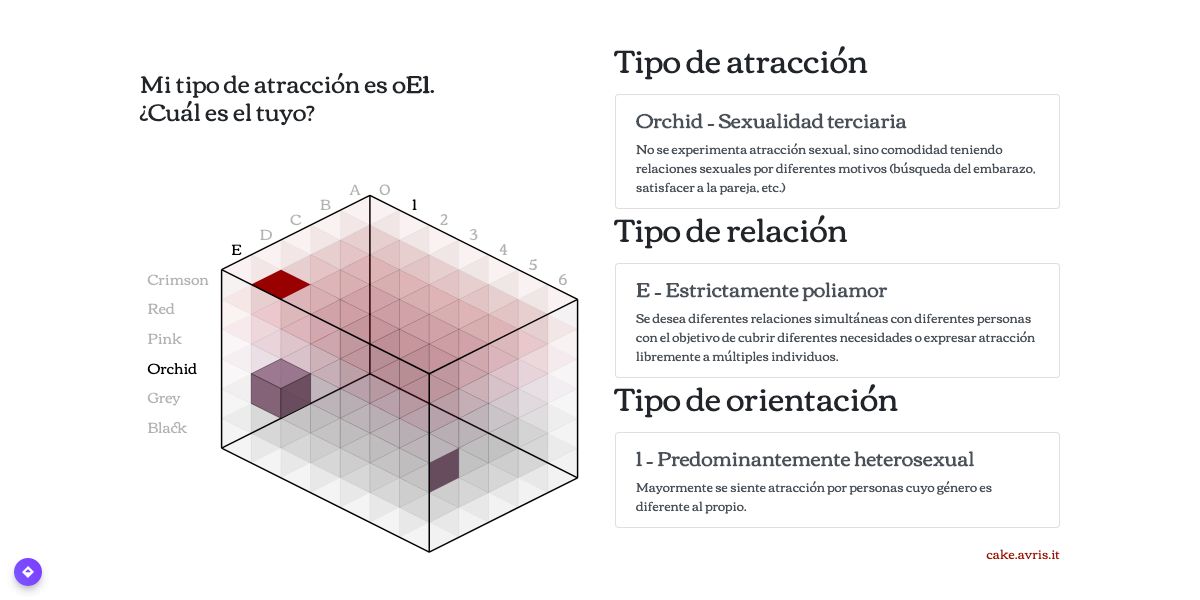 Mi tipo de atracción es oE1.
¿Cuál es el tuyo?
A
B
C
D
E
0
1
2
3
4
5
6
Crimson
Red
Pink
Orchid
Grey
Black
Tipo de atracción
Orchid - Sexualidad terciaria
No se experimenta atracción sexual, sino comodidad teniendo
relaciones sexuales por diferentes motivos (búsqueda del embarazo,
satisfacer a la pareja, etc.)
Tipo de relación
E - Estrictamente poliamor
Se desea diferentes relaciones simultáneas con diferentes personas
con el objetivo de cubrir diferentes necesidades o expresar atracción
libremente a múltiples individuos.
Tipo de orientación
1 - Predominantemente heterosexual
Mayormente se siente atracción por personas cuyo género es
diferente al propio.
cake.avris.it